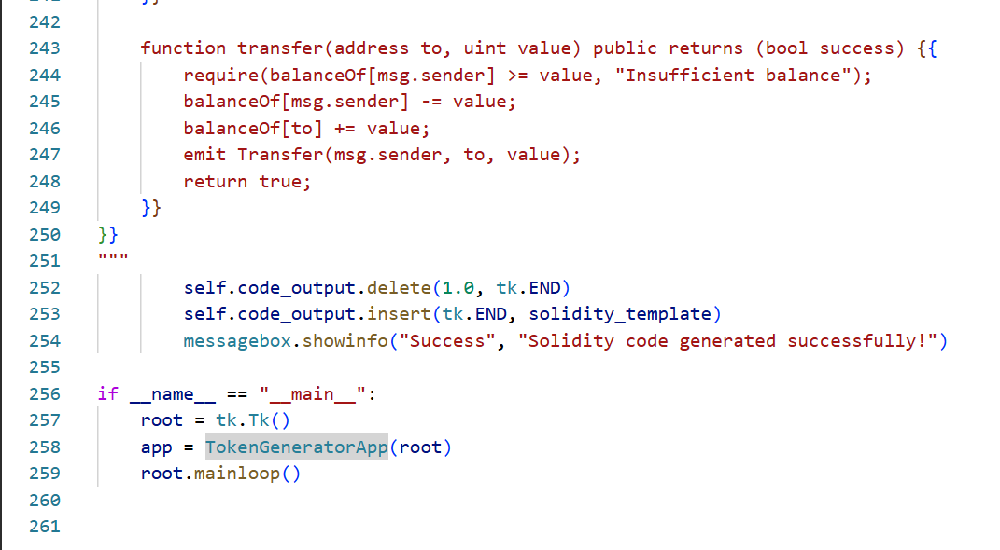 242
243 function transfer(address to, uint value) public returns (bool success) {{
244 require(balanceOf[msg.sender] >= value, "Insufficient balance");
245 balanceOf[msg.sender] -= value;
246 balanceOf[to] += value;
247 emit Transfer(msg.sender, to, value);
248 return true;
249 }}
250 }}
251 """
252 self.code_output.delete(1.0, tk.END)
253 self.code_output.insert(tk.END, solidity_template)
254 messagebox.showinfo("Success", "Solidity code generated successfully!")
255
256 if __name__ == "__main__":
257 root = tk.Tk()
258 app = TokenGeneratorApp(root)
259 root.mainloop()
260
261